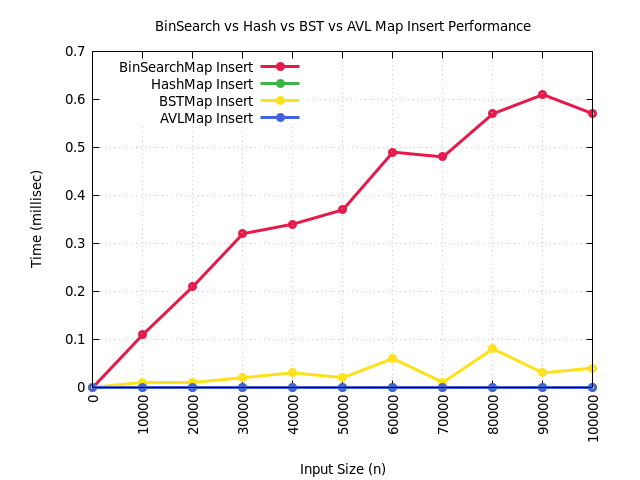 BinSearch vs Hash vs BST vs AVL Map Insert Performance
BinSearchMap Insert
HashMap Insert
BSTMap Insert
AVLMap Insert
0.7
0.6
0.5
0.4
0.3
0.2
0.1
0
Time (millisec)
0
10000
20000
30000
40000
50000
60000
70000
80000
90000
100000
Input Size (n)